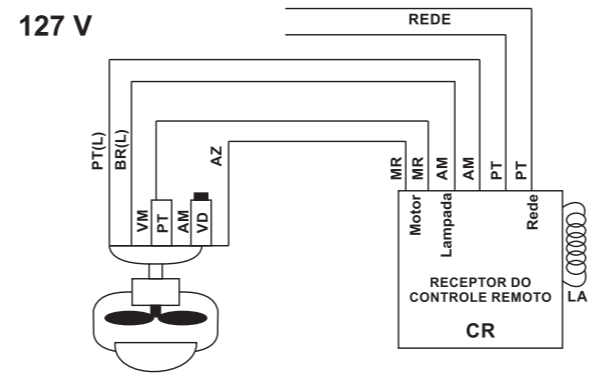 127 V
REDE
PT(L)
BR(L)
VM
PT
AM
VD
AZ
MR
MR
AM
AM
PT
PT
Motor
Lampada
Rede
RECEPTOR DO
CONTROLE REMOTO
CR
LA